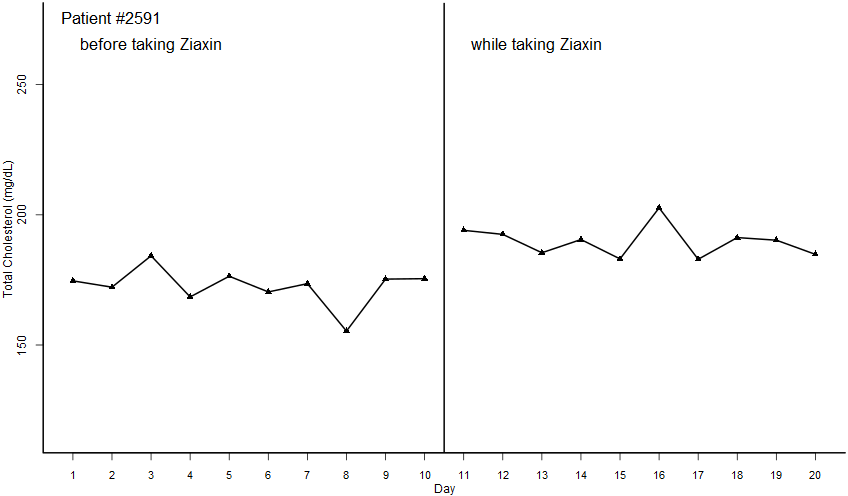 Patient #2591
before taking Ziaxin
while taking Ziaxin
Total Cholesterol (mg/dL)
250
200
150
1 2 3 4 5 6 7 8 9 10 11 12 13 14 15 16 17 18 19 20
Day